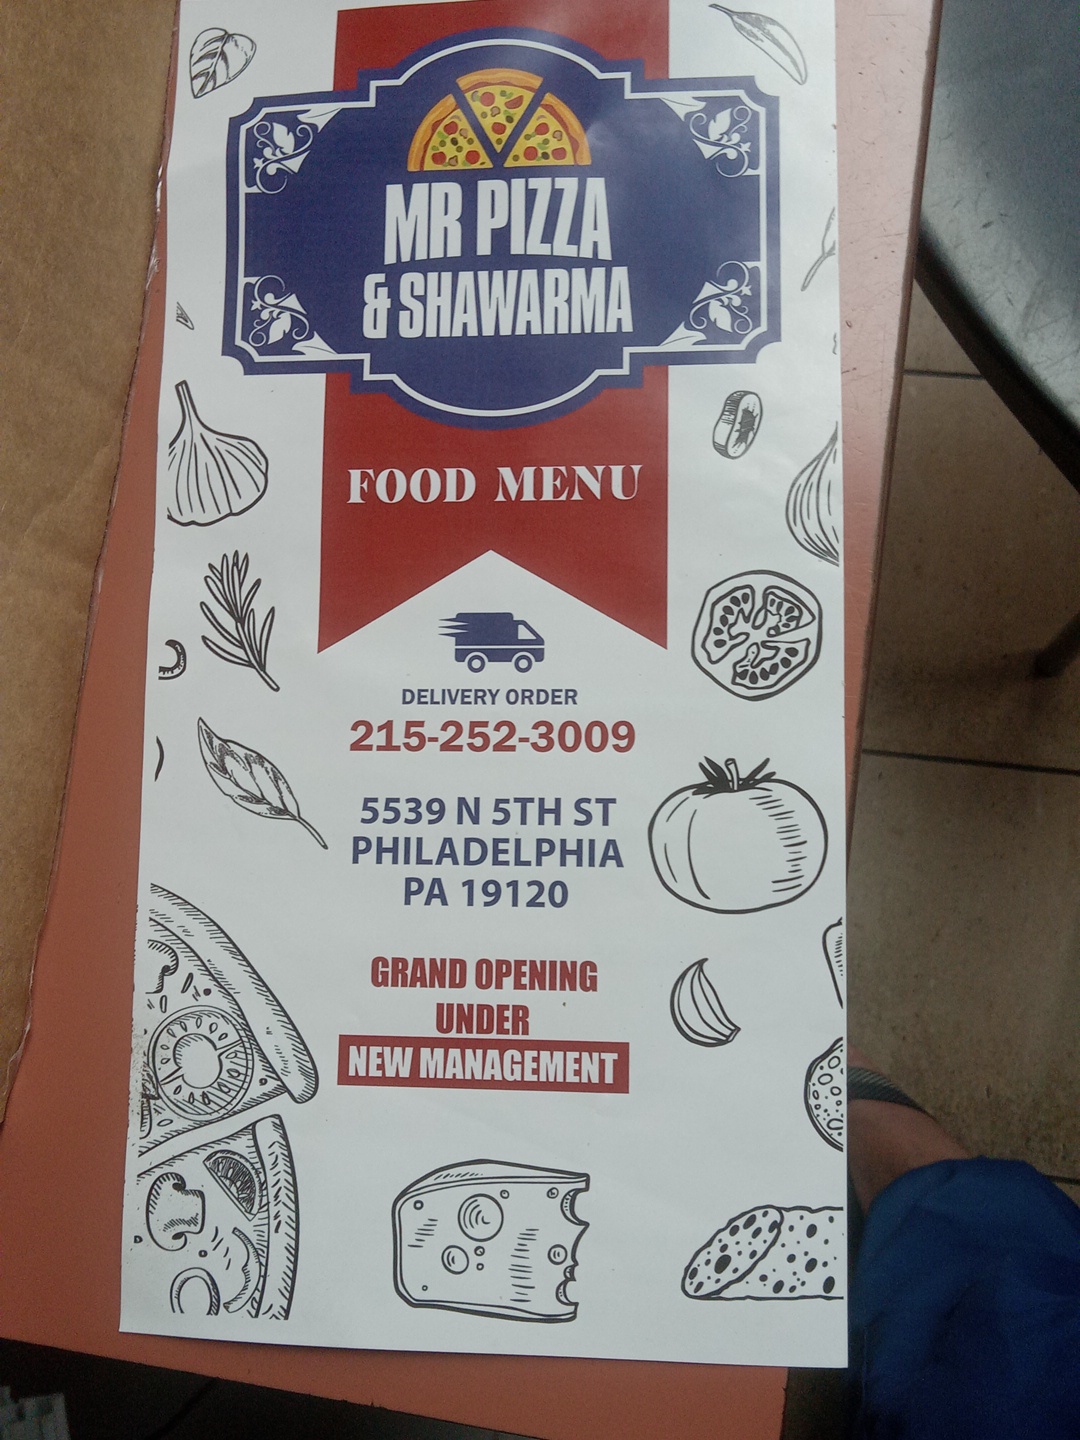 MR PIZZA
& SHAWARMA
FOOD MENU
DELIVERY ORDER
215-252-3009
5539 N 5TH ST
PHILADELPHIA
PA 19120
GRAND OPENING
UNDER
NEW MANAGEMENT